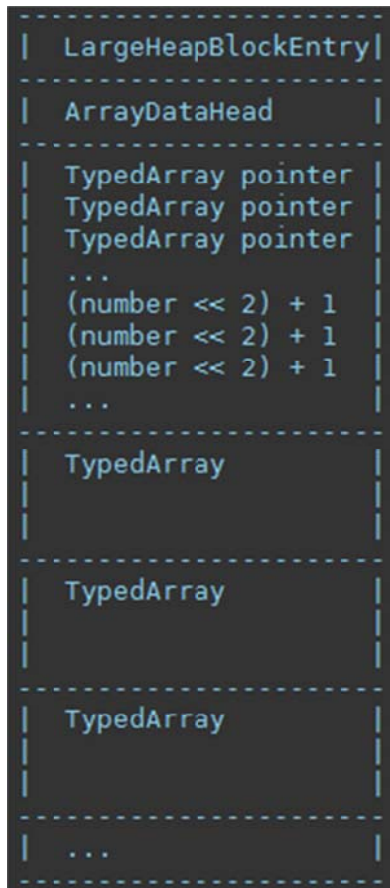 LargeHeapBlockEntry
ArrayDataHead
TypedArray pointer
TypedArray pointer
TypedArray pointer
...
(number << 2) + 1
(number << 2) + 1
(number << 2) + 1
...
TypedArray
TypedArray
TypedArray
...